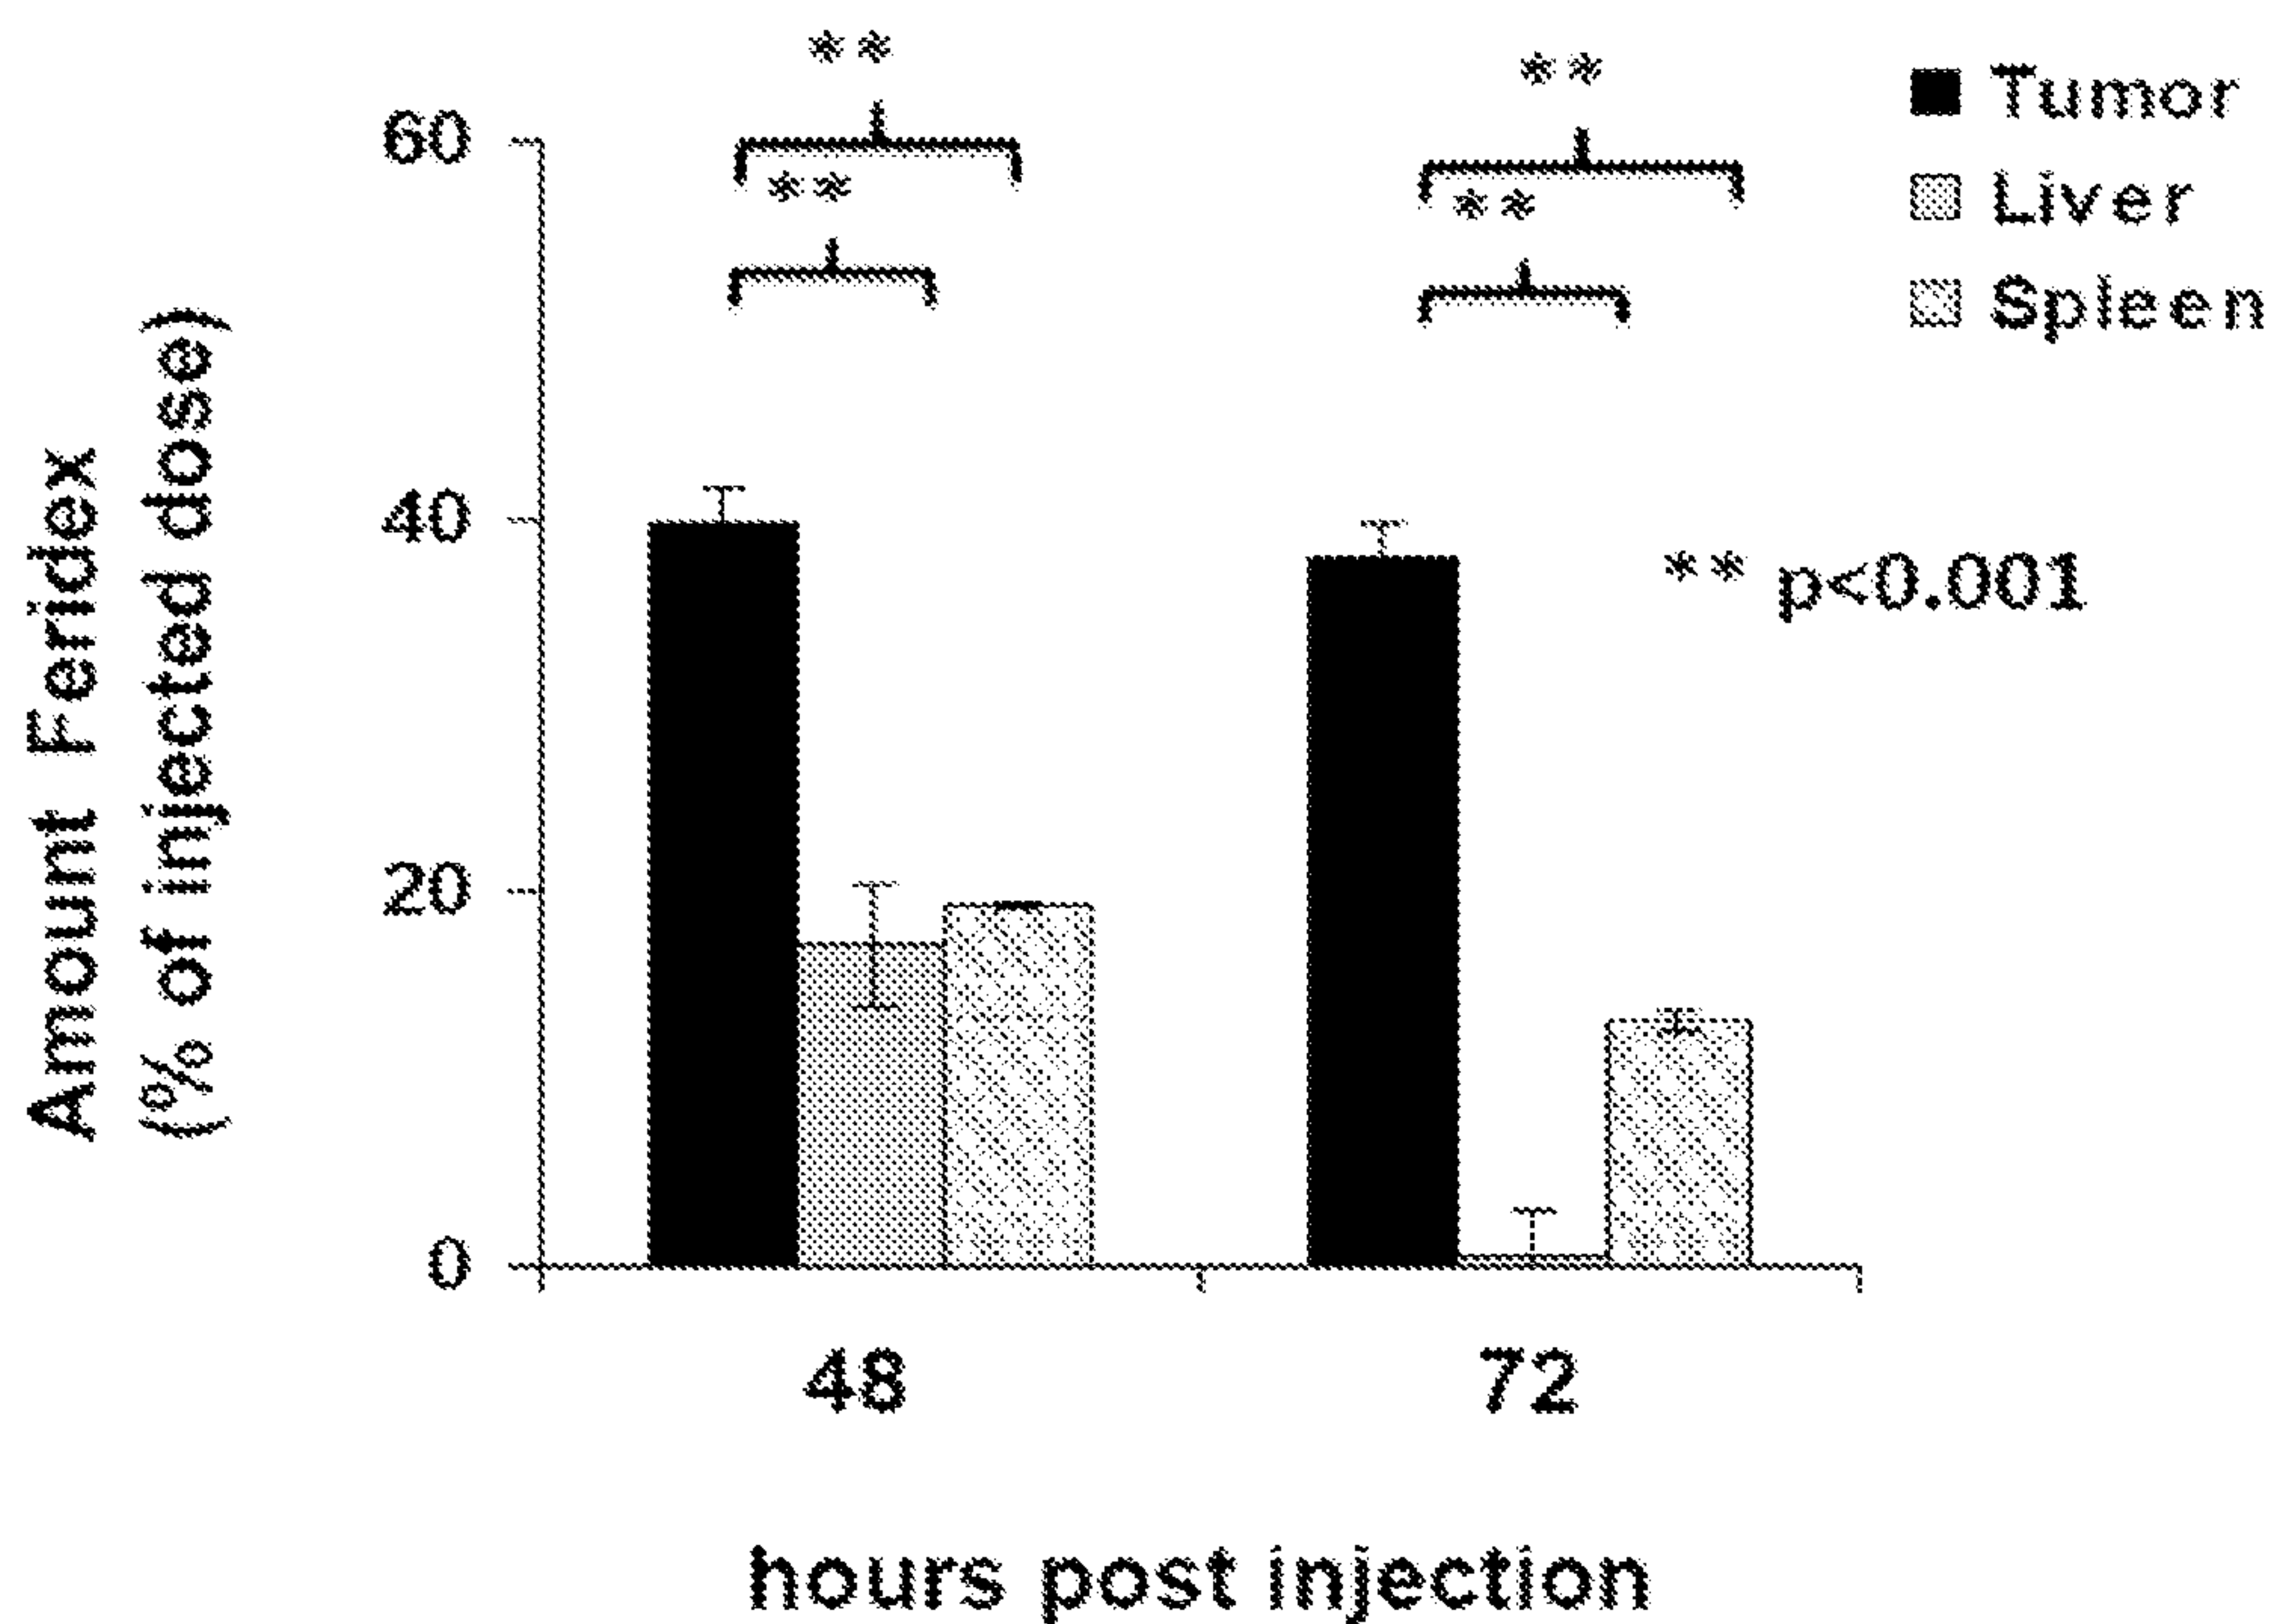 **
**
**
**
Tumor
Liver
Spleen
60
40
20
0
Amount Feridex
(% of injected dose)
** p<0.001
48
72
hours post injection